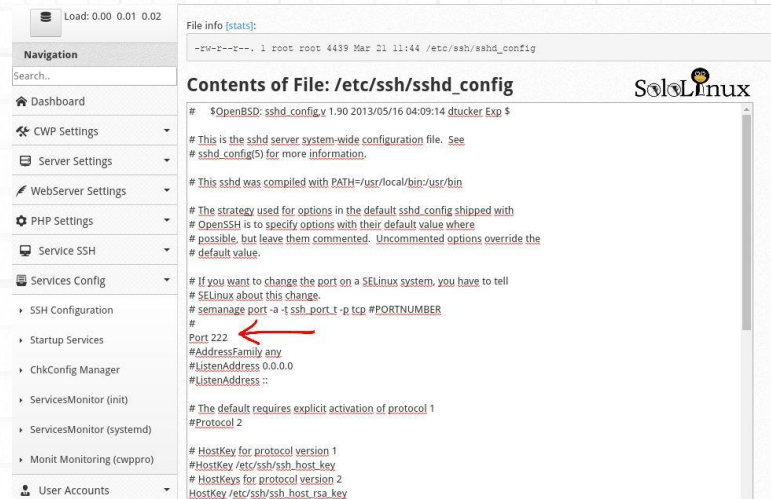 Load: 0.00 0.01 0.02
Navigation
Search..
Dashboard
CWP Settings
Server Settings
WebServer Settings
PHP Settings
Service SSH
Services Config
SSH Configuration
Startup Services
ChkConfig Manager
ServicesMonitor (init)
ServicesMonitor (systemd)
Monit Monitoring (cwppro)
User Accounts
File info [stats]:
-rw-r--r--. 1 root root 4439 Mar 21 11:44 /etc/ssh/sshd_config
Contents of File: /etc/ssh/sshd_config
SoloLinux
# $OpenBSD: sshd_config,v 1.90 2013/05/16 04:09:14 dtucker Exp $
# This is the sshd server system-wide configuration file. See
# sshd_config(5) for more information.
# This sshd was compiled with PATH=/usr/local/bin:/usr/bin
# The strategy used for options in the default sshd_config shipped with
# OpenSSH is to specify options with their default value where
# possible, but leave them commented. Uncommented options override the
# default value.
# If you want to change the port on a SELinux system, you have to tell
# SELinux about this change.
# semanage port -a -t ssh_port_t -p tcp #PORTNUMBER
#
Port 222
#AddressFamily any
#ListenAddress 0.0.0.0
#ListenAddress ::
# The default requires explicit activation of protocol 1
#Protocol 2
# HostKey for protocol version 1
#HostKey /etc/ssh/ssh_host_key
# HostKeys for protocol version 2
HostKey /etc/ssh/ssh_host_rsa_key